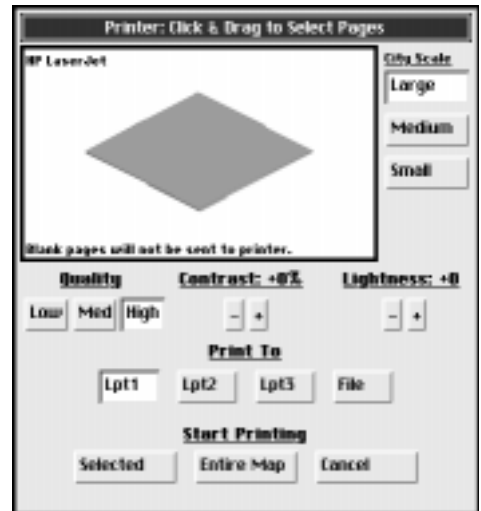 Printer: Click & Drag to Select Pages
HP LaserJet
City Scale
Large
Medium
Small
Blank pages will not be sent to printer.
Quality
Contrast: +0%
Lightness: +0
Low Med High
- +
- +
Print To
Lpt1 Lpt2 Lpt3 File
Start Printing
Selected Entire Map Cancel